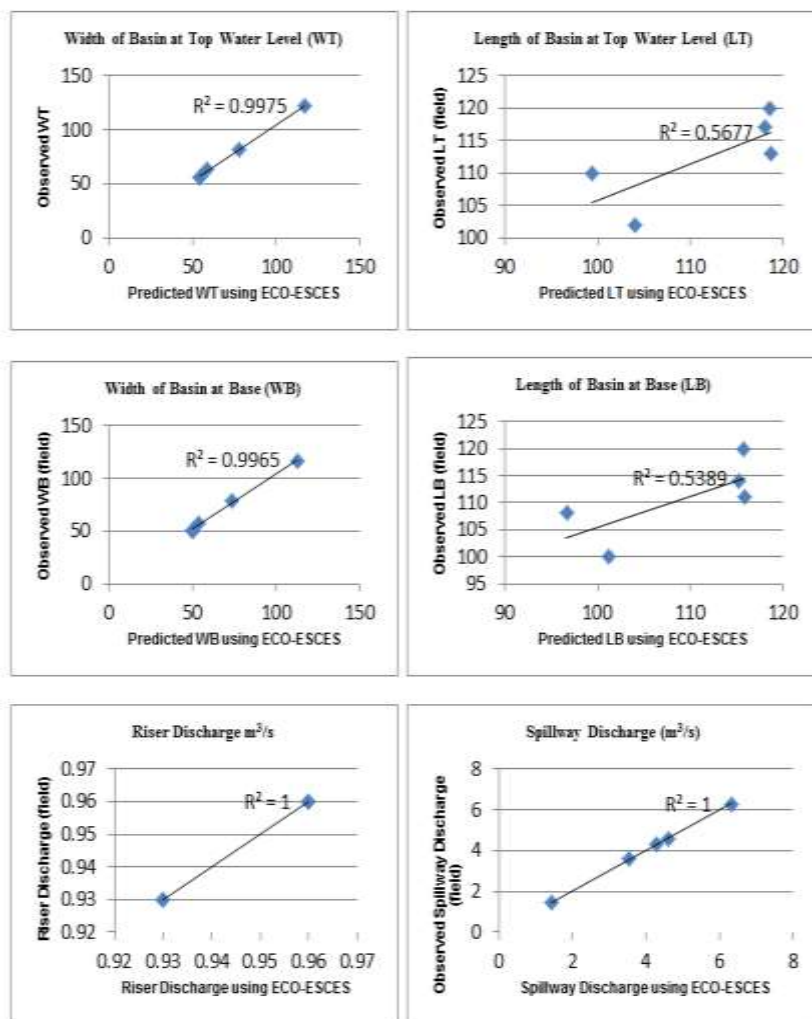 Width of Basin at Top Water Level (WT)
150
100
50
0
Observed WT
R² = 0.9975
0 50 100 150
Predicted WT using ECO-ESCES
Length of Basin at Top Water Level (LT)
125
120
115
110
105
100
Observed LT (field)
R² = 0.5677
90 100 110 120
Predicted LT using ECO-ESCES
Width of Basin at Base (WB)
150
100
50
0
Observed WB (field)
R² = 0.9965
0 50 100 150
Predicted WB using ECO-ESCES
Length of Basin at Base (LB)
125
120
115
110
105
100
95
Observed LB (field)
R² = 0.5389
90 100 110 120
Predicted LB using ECO-ESCES
Riser Discharge m³/s
0.97
0.96
0.95
0.94
0.93
0.92
Riser Discharge (field)
R² = 1
0.92 0.93 0.94 0.95 0.96 0.97
Riser Discharge using ECO-ESCES
Spillway Discharge (m³/s)
8
6
4
2
0
Observed Spillway Discharge
(field)
R² = 1
0 2 4 6 8
Spillway Discharge using ECO-ESCES